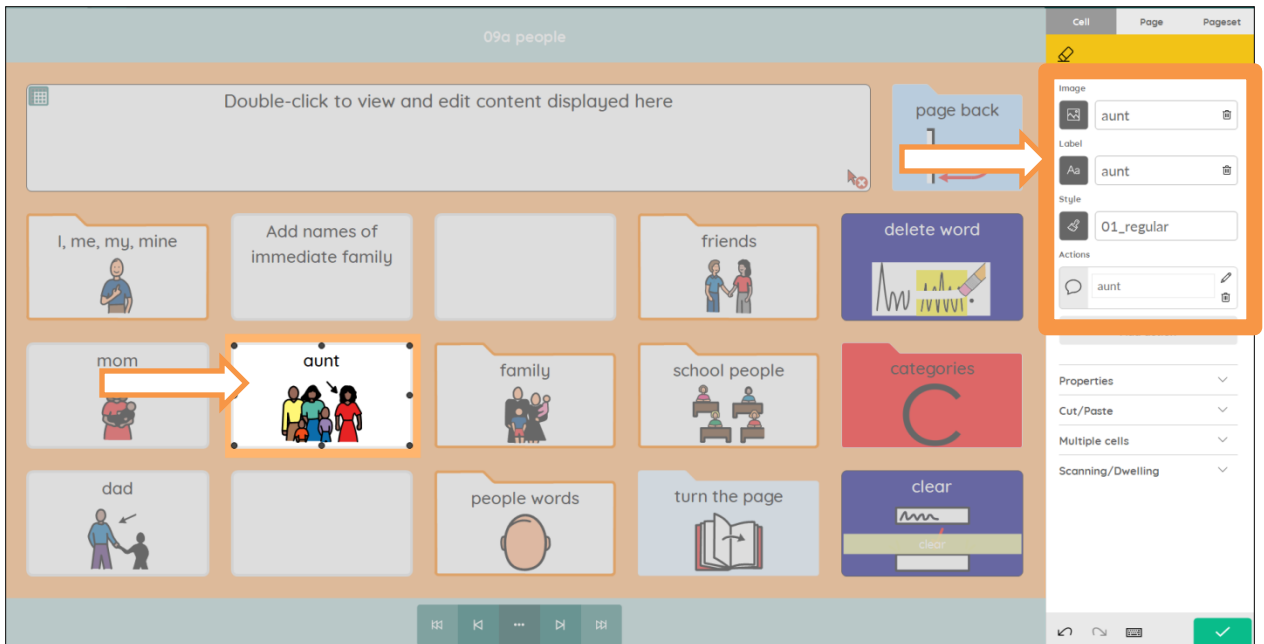 09a people
Cell Page Pageset
Double-click to view and edit content displayed here
page back
I, me, my, mine
Add names of
immediate family
friends
delete word
mom
aunt
family
school people
categories
C
dad
people words
turn the page
clear
clear
Image
aunt
Label
Aa aunt
Style
01_regular
Actions
aunt
Properties
Cut/Paste
Multiple cells
Scanning/Dwelling